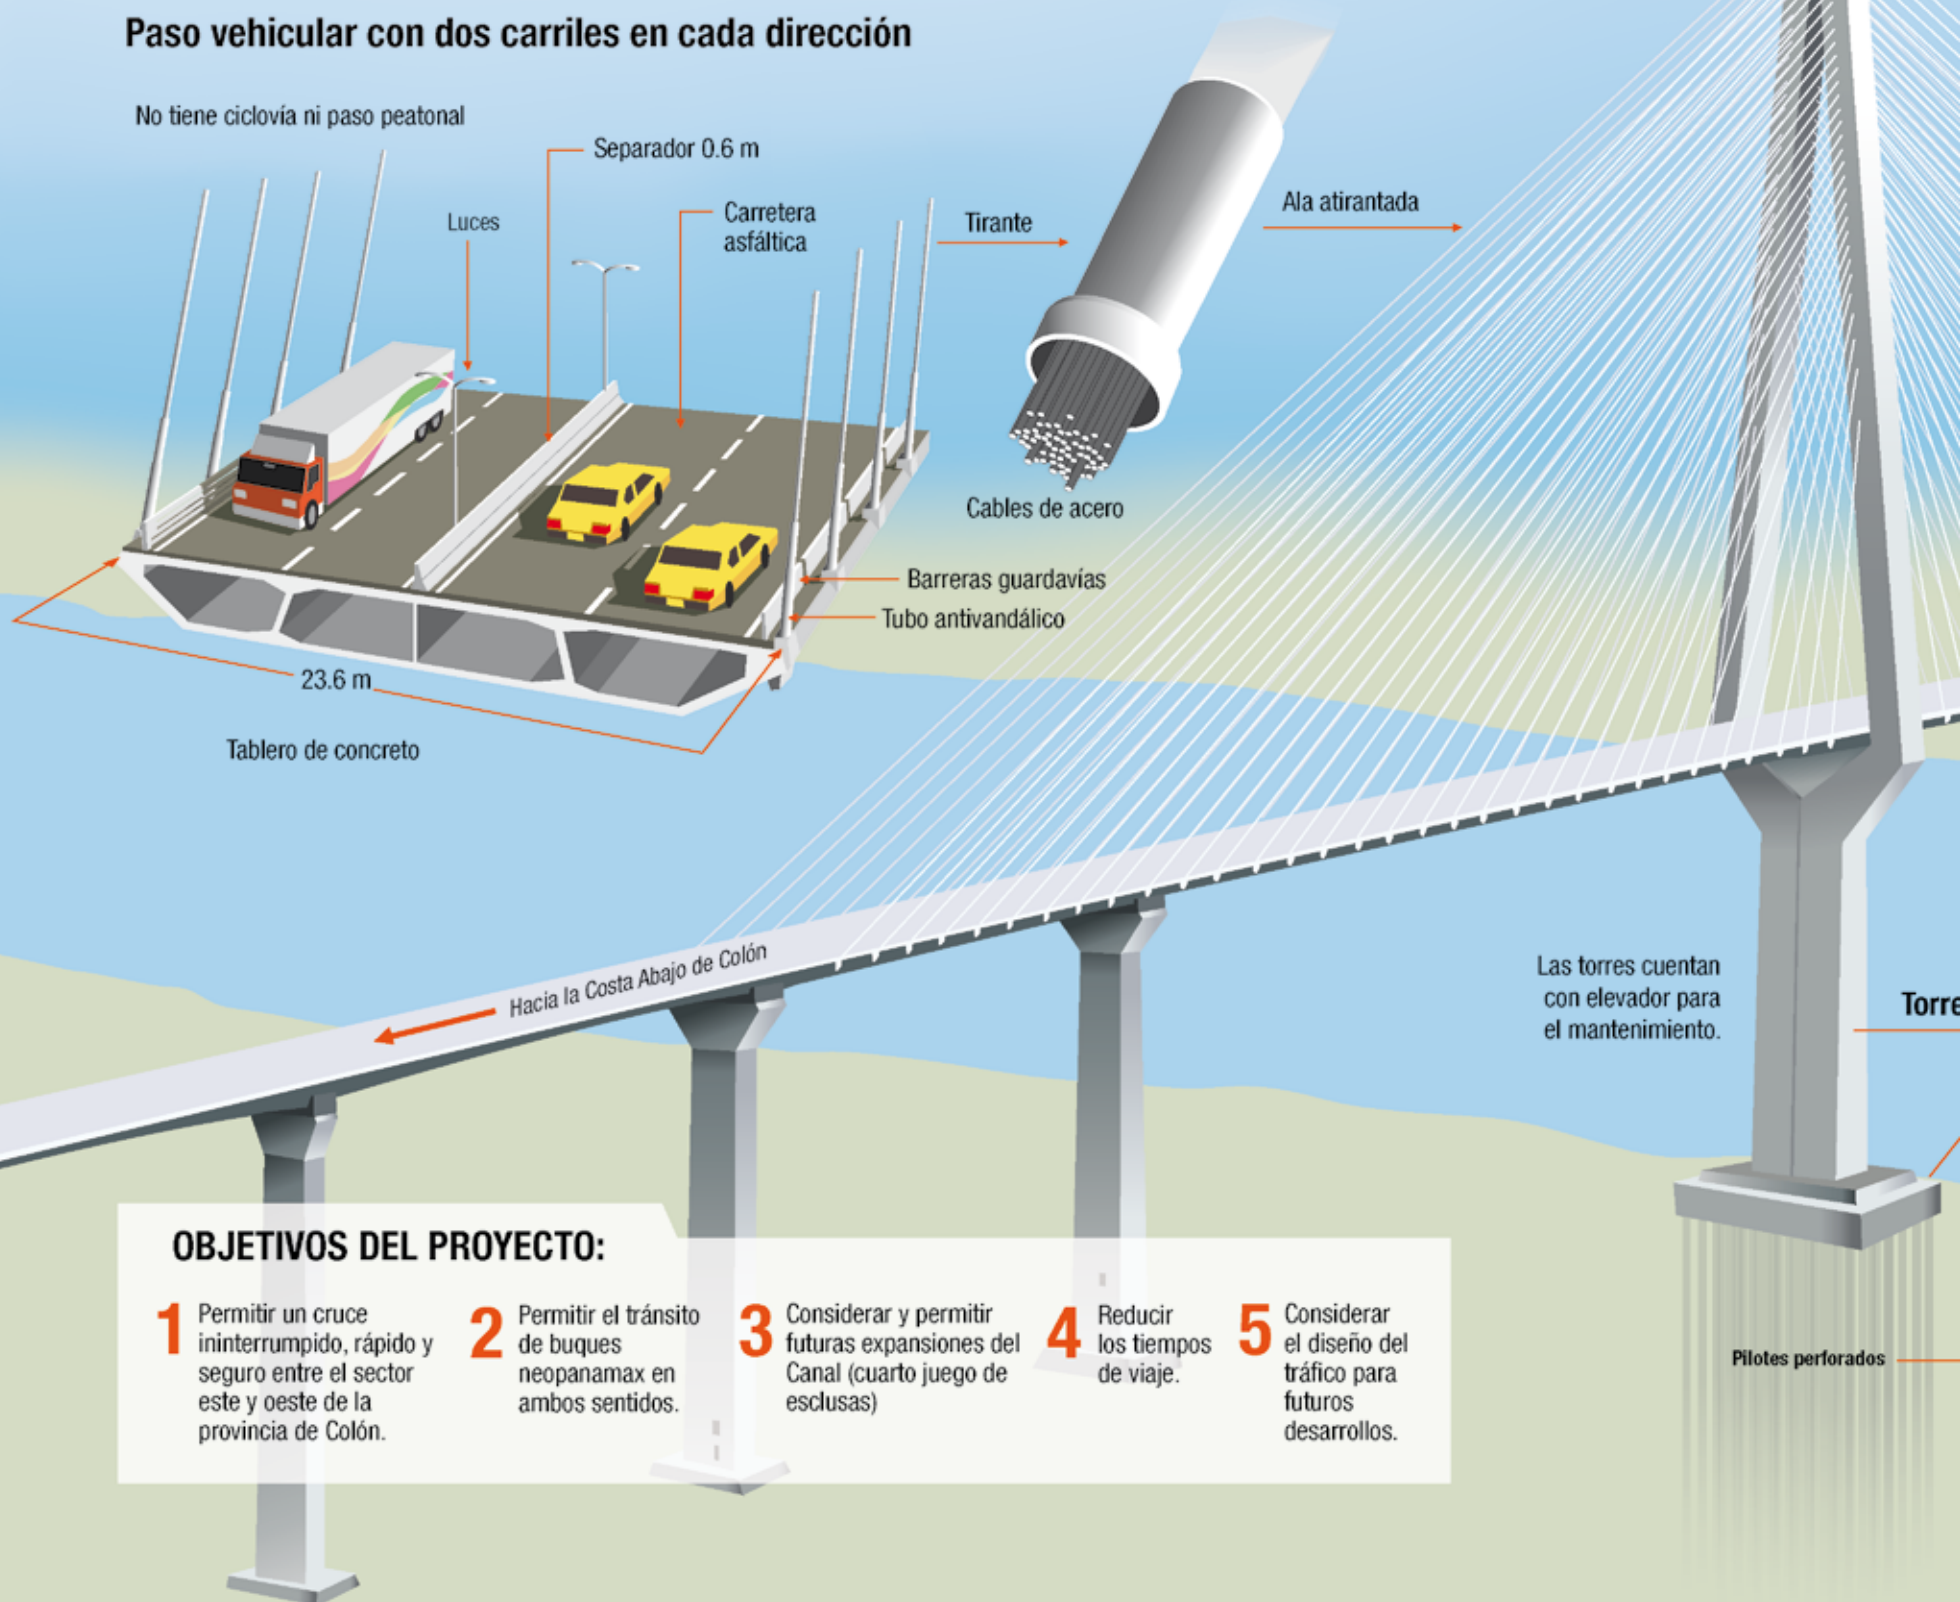 Paso vehicular con dos carriles en cada dirección
No tiene ciclovía ni paso peatonal
Separador 0.6 m
Luces
Carretera
asfáltica
Tirante
Ala atirantada
Cables de acero
Barreras guardavías
Tubo antivandálico
23.6 m
Tablero de concreto
Hacia la Costa Abajo de Colón
Las torres cuentan
con elevador para
el mantenimiento.
Torre
OBJETIVOS DEL PROYECTO:
1
Permitir un cruce
ininterrumpido, rápido y
seguro entre el sector
este y oeste de la
provincia de Colón.
2
Permitir el tránsito
de buques
neopanamax en
ambos sentidos.
3
Considerar y permitir
futuras expansiones del
Canal (cuarto juego de
esclusas)
4
Reducir
los tiempos
de viaje.
5
Considerar
el diseño del
tráfico para
futuros
desarrollos.
Pilotes perforados